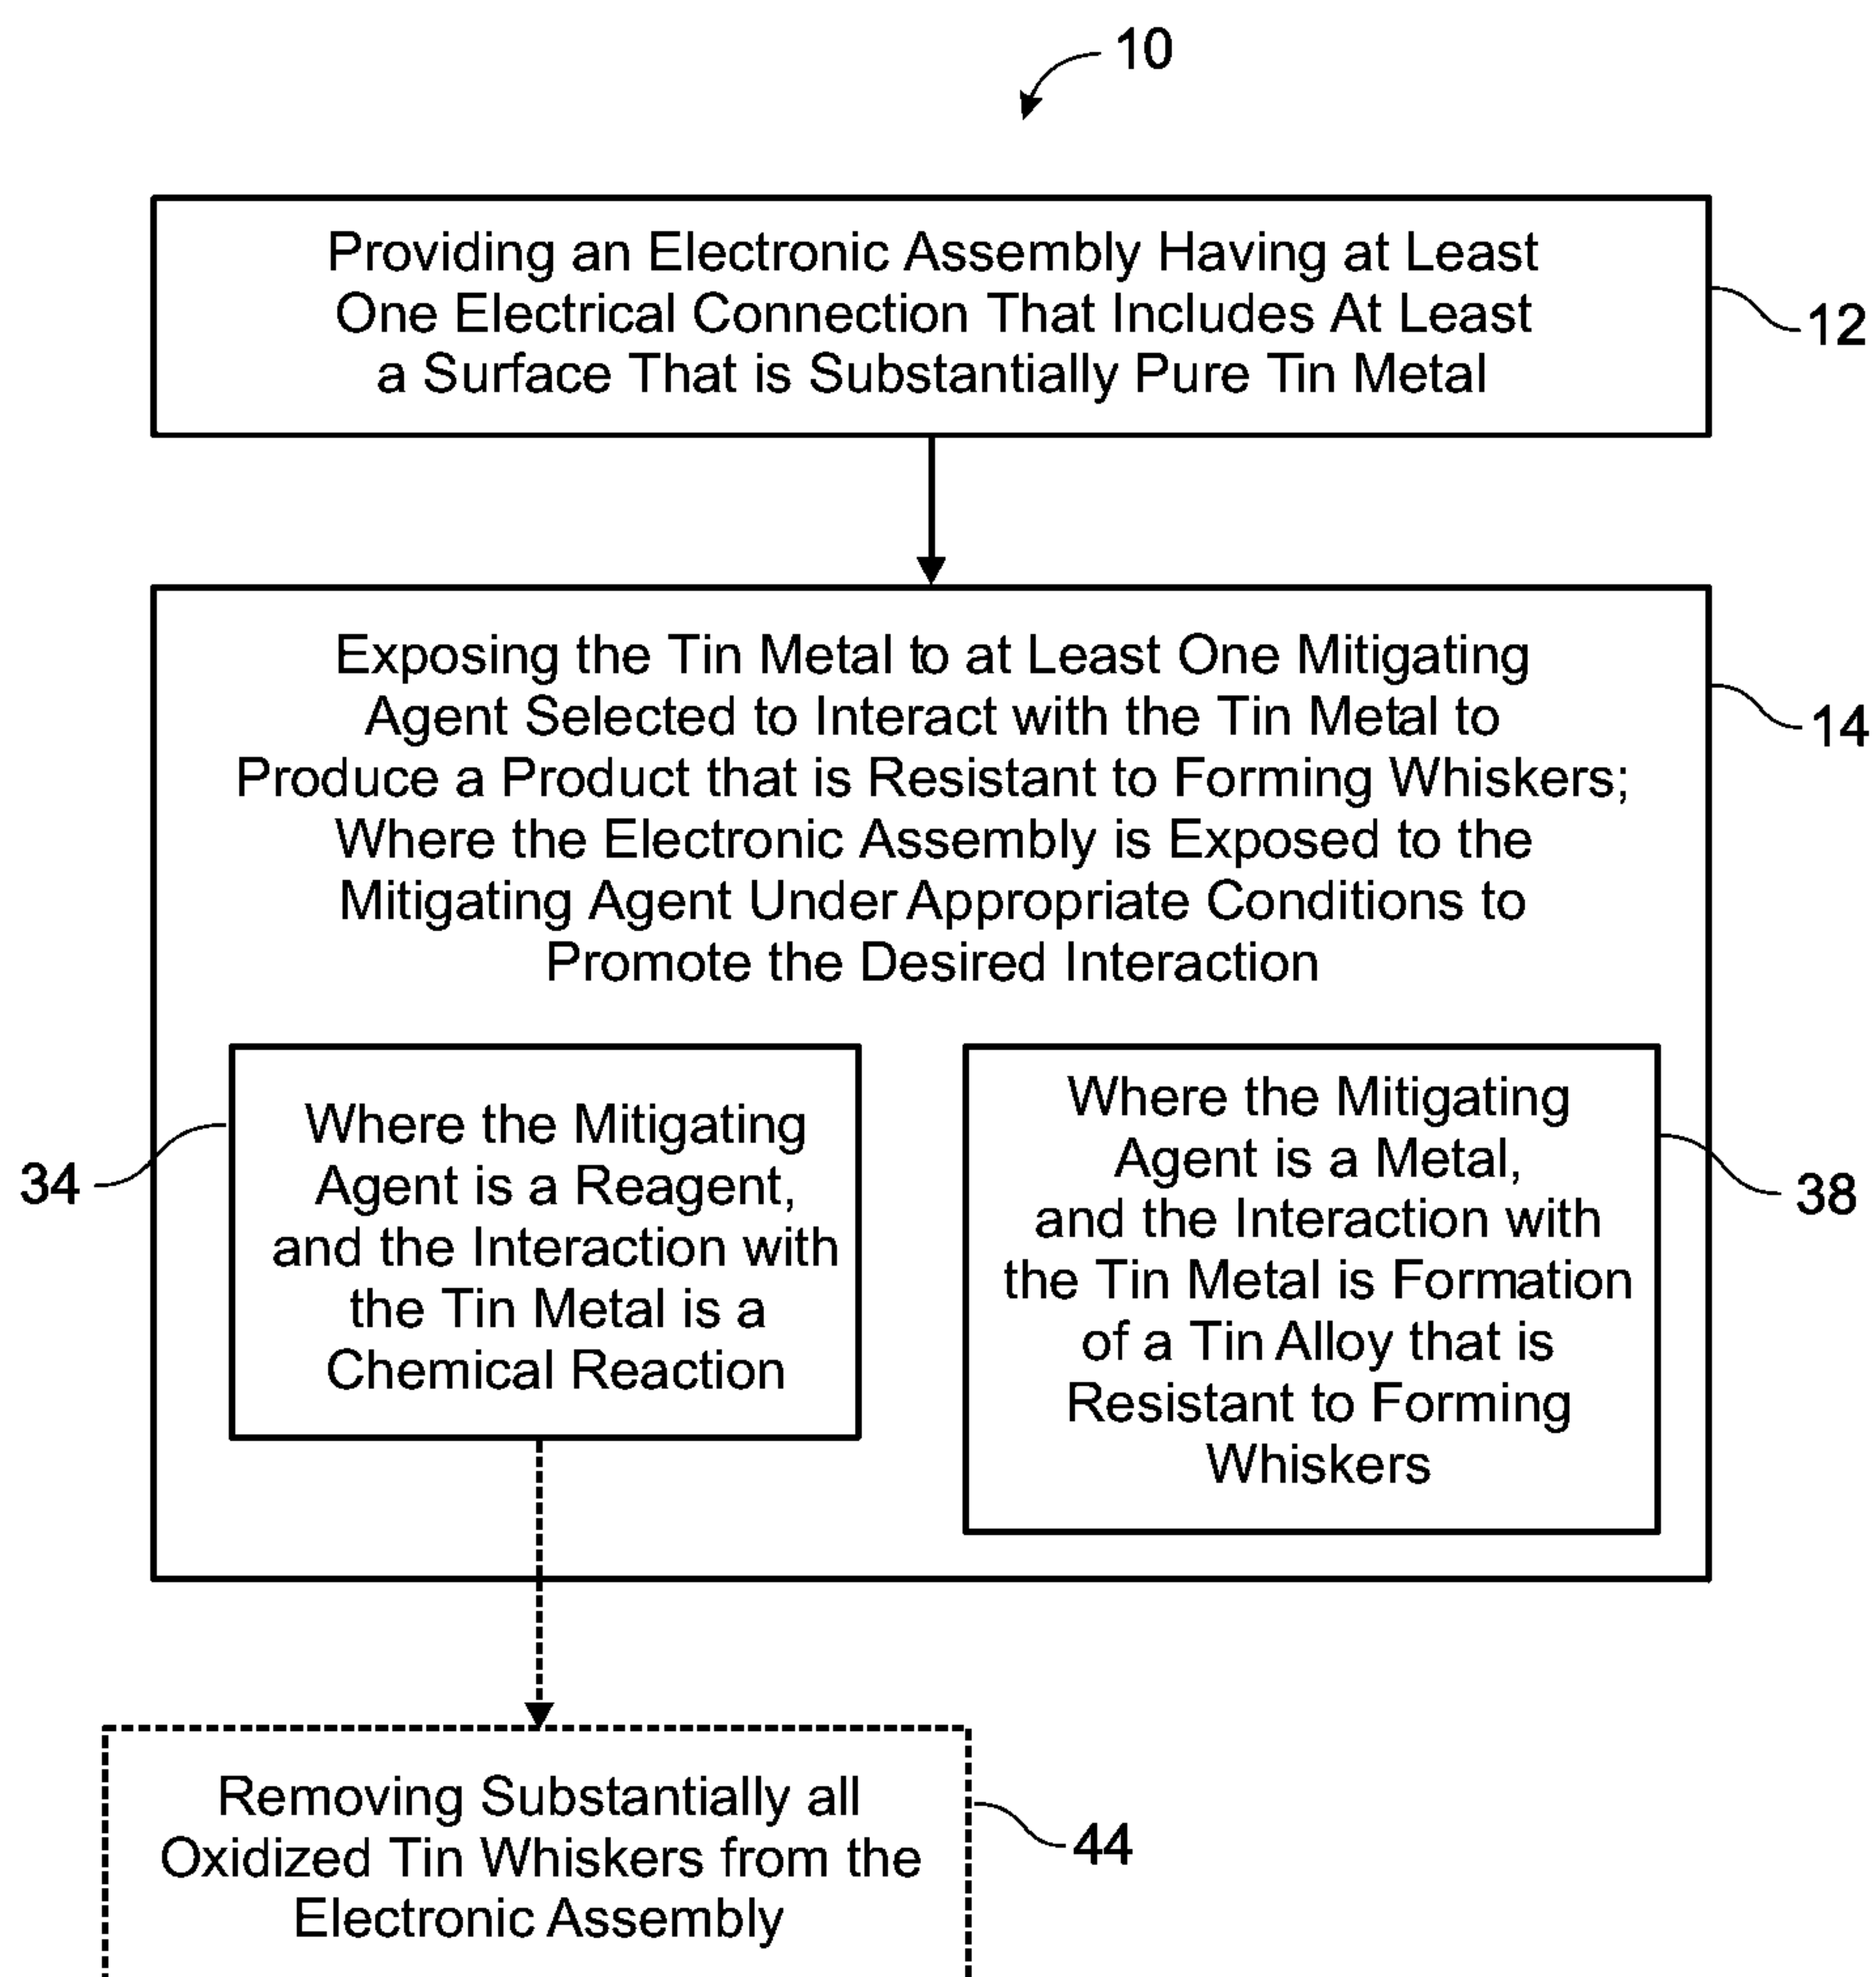 10
Providing an Electronic Assembly Having at Least
One Electrical Connection That Includes At Least
a Surface That is Substantially Pure Tin Metal
12
Exposing the Tin Metal to at Least One Mitigating
Agent Selected to Interact with the Tin Metal to
Produce a Product that is Resistant to Forming Whiskers;
Where the Electronic Assembly is Exposed to the
Mitigating Agent Under Appropriate Conditions to
Promote the Desired Interaction
14
Where the Mitigating
Agent is a Reagent,
and the Interaction with
the Tin Metal is a
Chemical Reaction
34
Where the Mitigating
Agent is a Metal,
and the Interaction with
the Tin Metal is Formation
of a Tin Alloy that is
Resistant to Forming
Whiskers
38
Removing Substantially all
Oxidized Tin Whiskers from the
Electronic Assembly
44